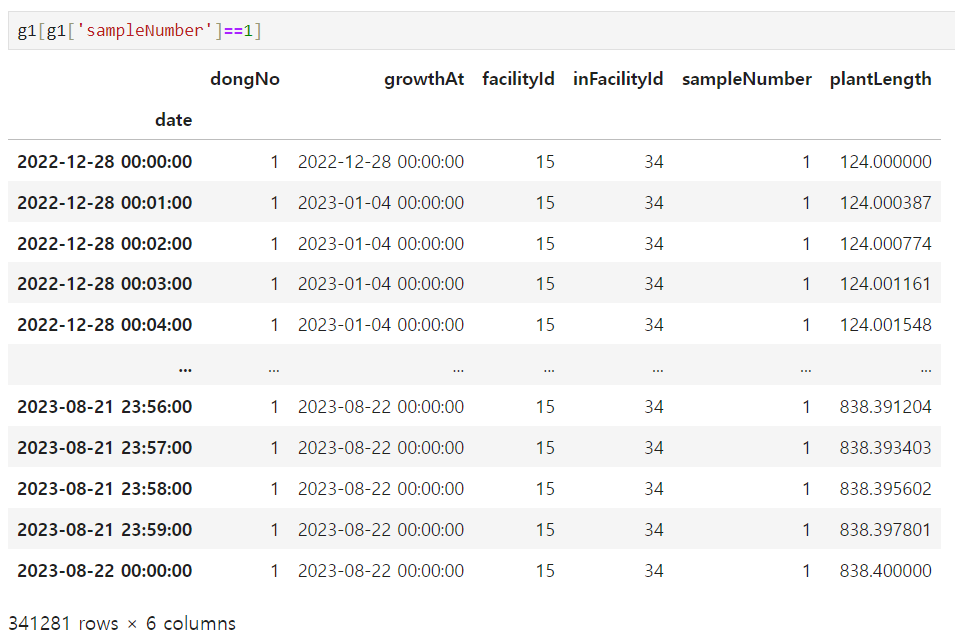 g1[g1['sampleNumber']==1]
dongNo growthAt facilityId inFacilityId sampleNumber plantLength
date
2022-12-28 00:00:00 1 2022-12-28 00:00:00 15 34 1 124.000000
2022-12-28 00:01:00 1 2023-01-04 00:00:00 15 34 1 124.000387
2022-12-28 00:02:00 1 2023-01-04 00:00:00 15 34 1 124.000774
2022-12-28 00:03:00 1 2023-01-04 00:00:00 15 34 1 124.001161
2022-12-28 00:04:00 1 2023-01-04 00:00:00 15 34 1 124.001548
... ... ... ... ... ... ...
2023-08-21 23:56:00 1 2023-08-22 00:00:00 15 34 1 838.391204
2023-08-21 23:57:00 1 2023-08-22 00:00:00 15 34 1 838.393403
2023-08-21 23:58:00 1 2023-08-22 00:00:00 15 34 1 838.395602
2023-08-21 23:59:00 1 2023-08-22 00:00:00 15 34 1 838.397801
2023-08-22 00:00:00 1 2023-08-22 00:00:00 15 34 1 838.400000
341281 rows × 6 columns